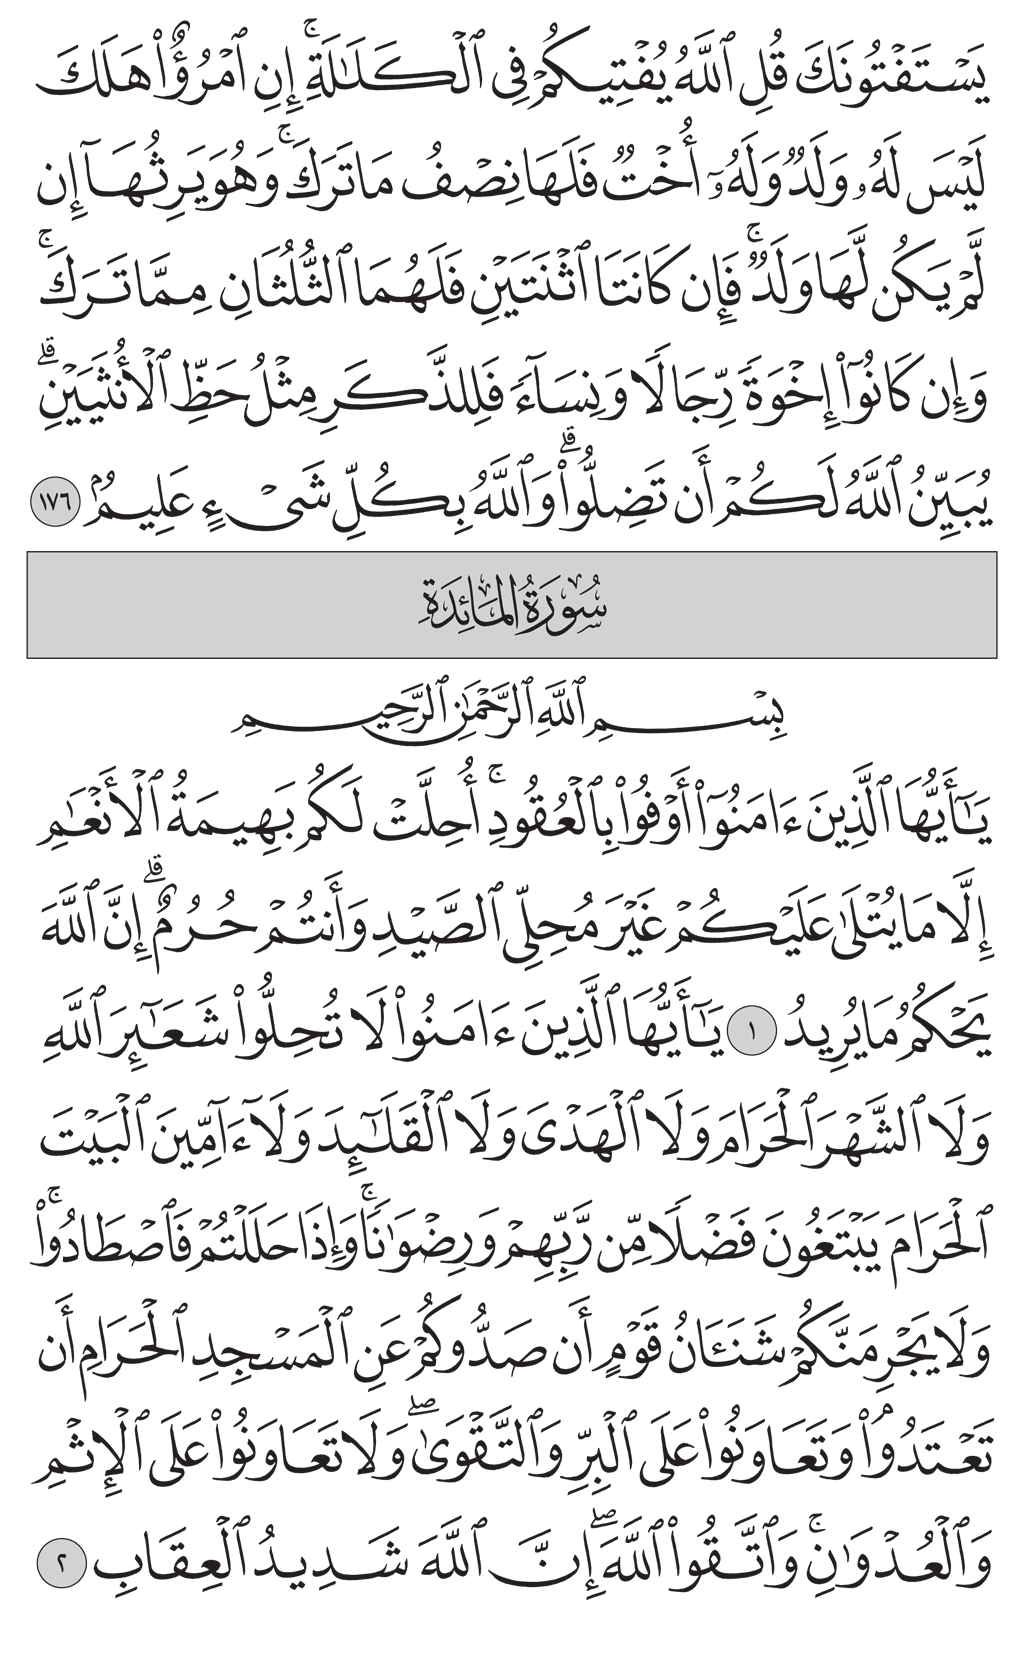 يَسۡتَفۡتُونَكَ قُلِ ٱللَّهُ يُفۡتِيكُمۡ فِي ٱلۡكَلَٰلَةِۚ إِنِ ٱمۡرُؤٌاْ هَلَكَ
لَيۡسَ لَهُۥ وَلَدٞ وَلَهُۥٓ أُخۡتٞ فَلَهَا نِصۡفُ مَا تَرَكَۚ وَهُوَ يَرِثُهَآ إِن
لَّمۡ يَكُن لَّهَا وَلَدٞۚ فَإِن كَانَتَا ٱثۡنَتَيۡنِ فَلَهُمَا ٱلثُّلُثَانِ مِمَّا تَرَكَۚ
وَإِن كَانُوٓاْ إِخۡوَةٗ رِّجَالٗا وَنِسَآءٗ فَلِلذَّكَرِ مِثۡلُ حَظِّ ٱلۡأُنثَيَيۡنِۗ
يُبَيِّنُ ٱللَّهُ لَكُمۡ أَن تَضِلُّواْۗ وَٱللَّهُ بِكُلِّ شَيۡءٍ عَلِيمُۢ ١٧٦
سُورَةُ المَائِدَةِ
بِسۡمِ ٱللَّهِ ٱلرَّحۡمَٰنِ ٱلرَّحِيمِ
يَٰٓأَيُّهَا ٱلَّذِينَ ءَامَنُوٓاْ أَوۡفُواْ بِٱلۡعُقُودِۚ أُحِلَّتۡ لَكُم بَهِيمَةُ ٱلۡأَنۡعَٰمِ
إِلَّا مَا يُتۡلَىٰ عَلَيۡكُمۡ غَيۡرَ مُحِلِّي ٱلصَّيۡدِ وَأَنتُمۡ حُرُمٌۗ إِنَّ ٱللَّهَ
يَحۡكُمُ مَا يُرِيدُ ١ يَٰٓأَيُّهَا ٱلَّذِينَ ءَامَنُواْ لَا تُحِلُّواْ شَعَٰٓئِرَ ٱللَّهِ
وَلَا ٱلشَّهۡرَ ٱلۡحَرَامَ وَلَا ٱلۡهَدۡيَ وَلَا ٱلۡقَلَٰٓئِدَ وَلَآ ءَآمِّينَ ٱلۡبَيۡتَ
ٱلۡحَرَامَ يَبۡتَغُونَ فَضۡلٗا مِّن رَّبِّهِمۡ وَرِضۡوَٰنٗاۚ وَإِذَا حَلَلۡتُمۡ فَٱصۡطَادُواْۚ
وَلَا يَجۡرِمَنَّكُمۡ شَنَـَٔانُ قَوۡمٍ أَن صَدُّوكُمۡ عَنِ ٱلۡمَسۡجِدِ ٱلۡحَرَامِ أَن
تَعۡتَدُواْۘ وَتَعَاوَنُواْ عَلَى ٱلۡبِرِّ وَٱلتَّقۡوَىٰۖ وَلَا تَعَاوَنُواْ عَلَى ٱلۡإِثۡمِ
وَٱلۡعُدۡوَٰنِۚ وَٱتَّقُواْ ٱللَّهَۖ إِنَّ ٱللَّهَ شَدِيدُ ٱلۡعِقَابِ ٢